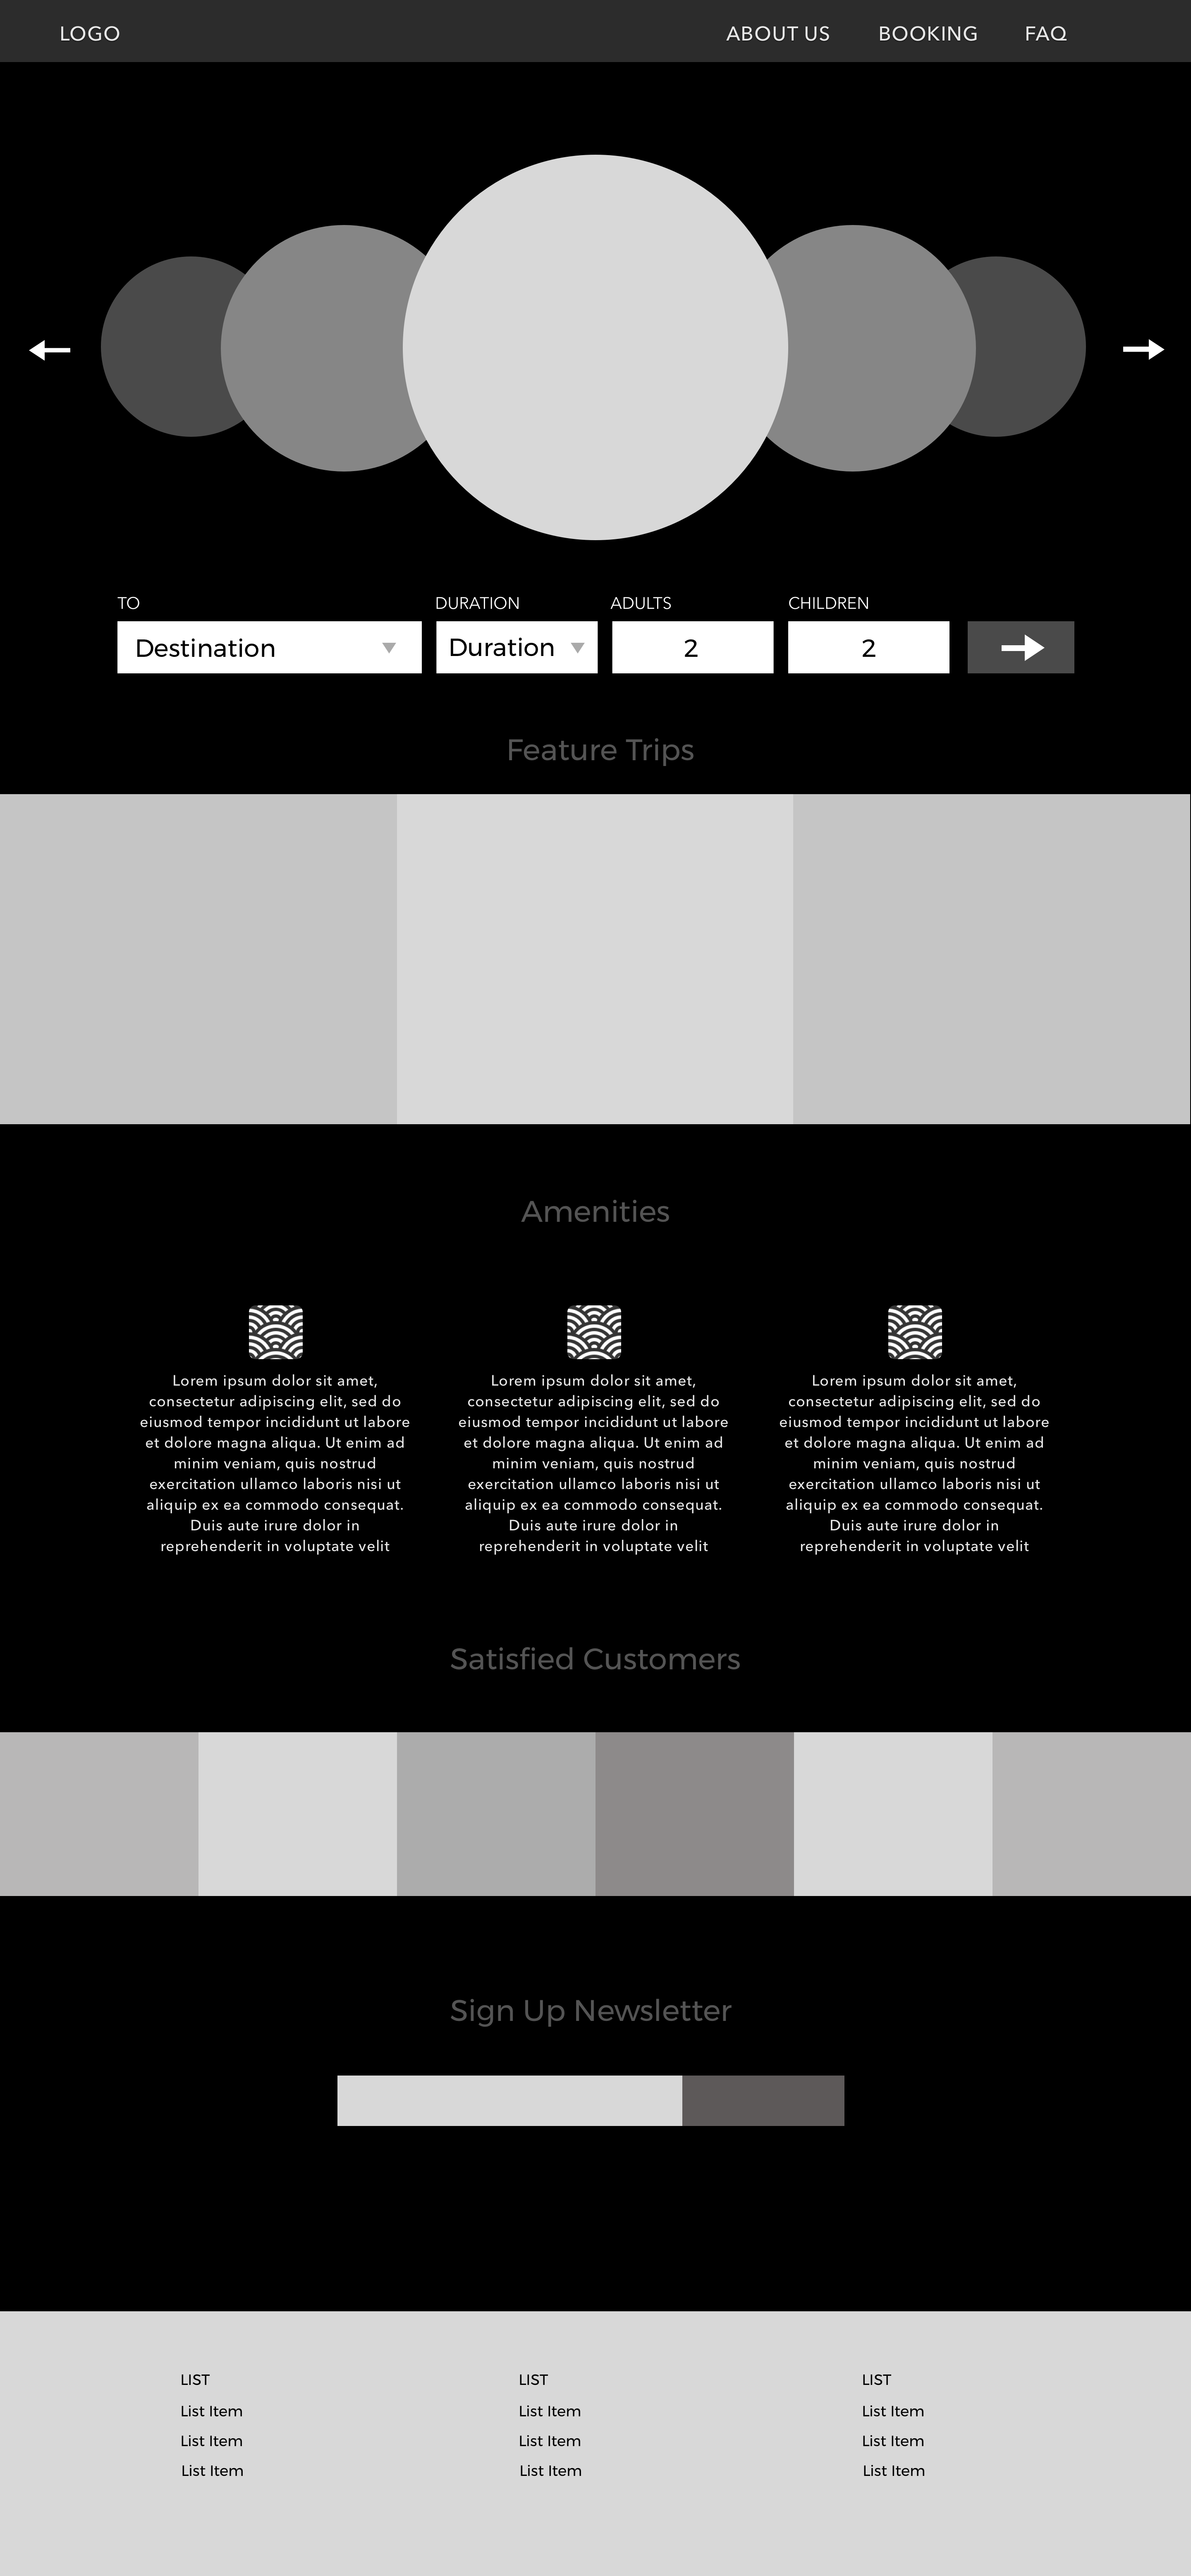 LOGO
ABOUT US
BOOKING
FAQ
TO
DURATION
ADULTS
CHILDREN
Destination
Duration
2
2
Feature Trips
Amenities
Lorem ipsum dolor sit amet,
consectetur adipiscing elit, sed do
eiusmod tempor incididunt ut labore
et dolore magna aliqua. Ut enim ad
minim veniam, quis nostrud
exercitation ullamco laboris nisi ut
aliquip ex ea commodo consequat.
Duis aute irure dolor in
reprehenderit in voluptate velit
Lorem ipsum dolor sit amet,
consectetur adipiscing elit, sed do
eiusmod tempor incididunt ut labore
et dolore magna aliqua. Ut enim ad
minim veniam, quis nostrud
exercitation ullamco laboris nisi ut
aliquip ex ea commodo consequat.
Duis aute irure dolor in
reprehenderit in voluptate velit
Lorem ipsum dolor sit amet,
consectetur adipiscing elit, sed do
eiusmod tempor incididunt ut labore
et dolore magna aliqua. Ut enim ad
minim veniam, quis nostrud
exercitation ullamco laboris nisi ut
aliquip ex ea commodo consequat.
Duis aute irure dolor in
reprehenderit in voluptate velit
Satisfied Customers
Sign Up Newsletter
LIST
List Item
List Item
List Item
LIST
List Item
List Item
List Item
LIST
List Item
List Item
List Item